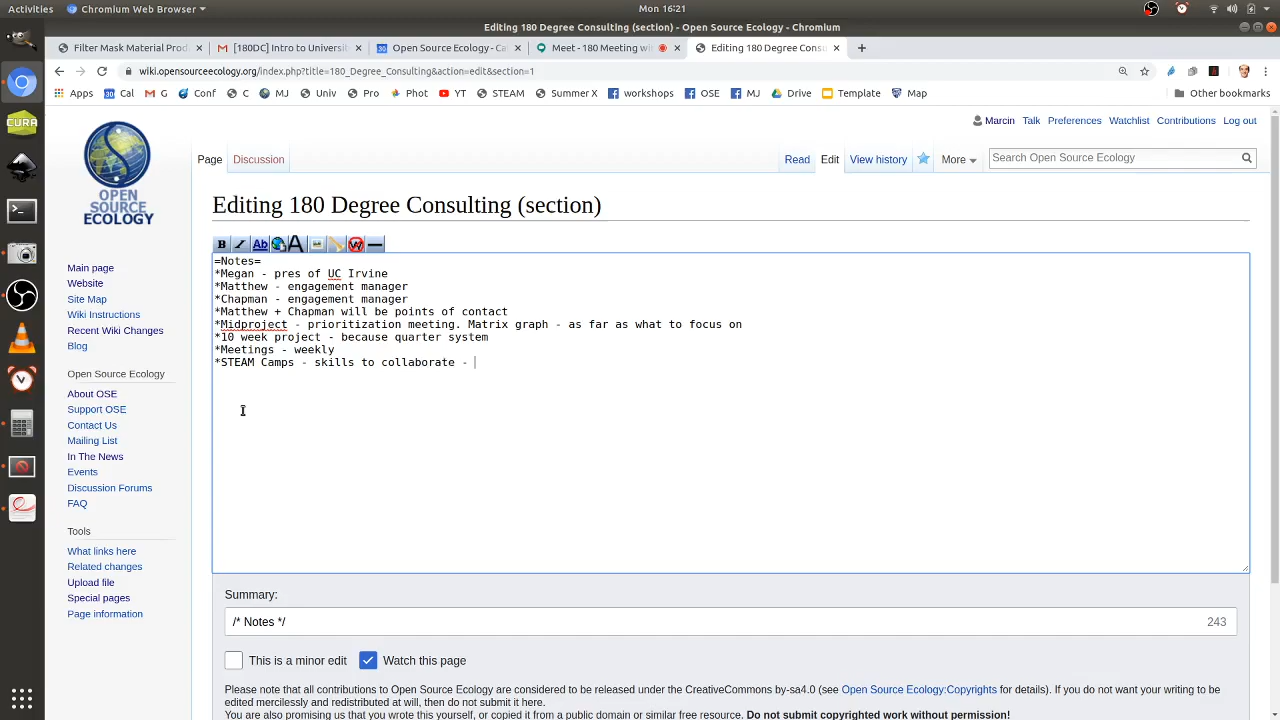 Activities
Chromium Web Browser
Mon 16:21
Editing 180 Degree Consulting (section) - Open Source Ecology - Chromium
Filter Mask Material Prod
[180DC] Intro to Universit
Open Source Ecology - Ca
Meet - 180 Meeting wi
Editing 180 Degree Consu
wiki.opensourceecology.org/index.php?title=180_Degree_Consulting&action=edit&section=1
Apps Cal G Conf C MJ Univ Pro Phot YT STEAM Summer X workshops OSE MJ Drive Template Map Other bookmarks
Marcin Talk Preferences Watchlist Contributions Log out
CURA
OPEN
SOURCE
ECOLOGY
Page Discussion Read Edit View history More Search Open Source Ecology
Editing 180 Degree Consulting (section)
B I Ab A W
=Notes=
*Megan - pres of UC Irvine
*Matthew - engagement manager
*Chapman - engagement manager
*Matthew + Chapman will be points of contact
*Midproject - prioritization meeting. Matrix graph - as far as what to focus on
*10 week project - because quarter system
*Meetings - weekly
*STEAM Camps - skills to collaborate -
Main page
Website
Site Map
Wiki Instructions
Recent Wiki Changes
Blog
Open Source Ecology
About OSE
Support OSE
Contact Us
Mailing List
In The News
Events
Discussion Forums
FAQ
Tools
What links here
Related changes
Upload file
Special pages
Page information
Summary:
/* Notes */ 243
This is a minor edit Watch this page
Please note that all contributions to Open Source Ecology are considered to be released under the CreativeCommons by-sa4.0 (see Open Source Ecology:Copyrights for details). If you do not want your writing to be
edited mercilessly and redistributed at will, then do not submit it here.
You are also promising us that you wrote this yourself, or copied it from a public domain or similar free resource. Do not submit copyrighted work without permission!